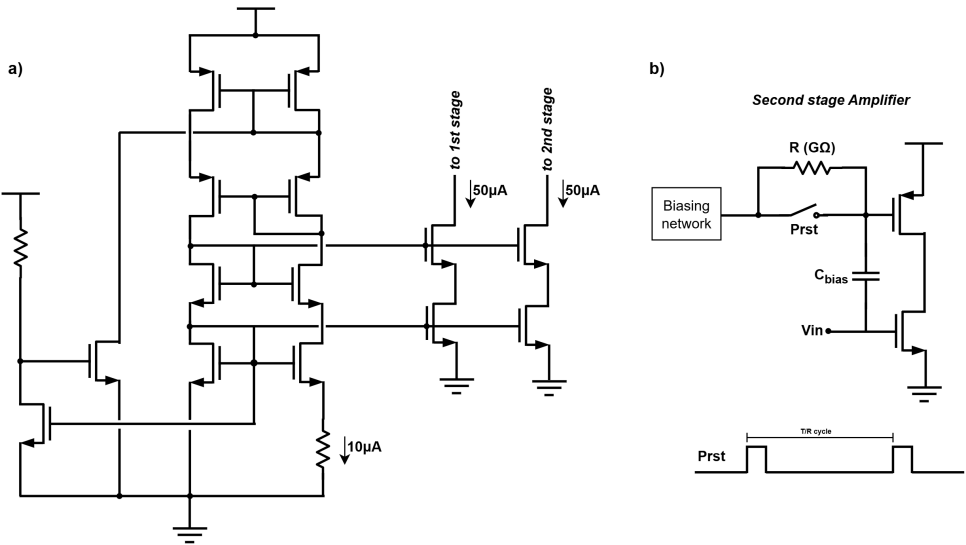 a)
to 1st stage
to 2nd stage
50µA
50µA
10µA
b)
Second stage Amplifier
R (GΩ)
Biasing
network
Prst
Cbias
Vin
T/R cycle
Prst